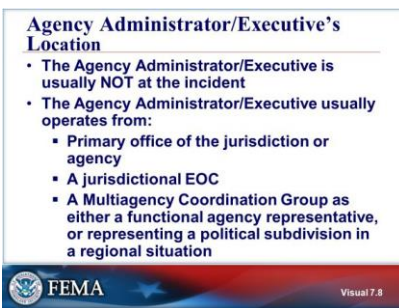 Agency Administrator/Executive's
Location
• The Agency Administrator/Executive is
usually NOT at the incident
• The Agency Administrator/Executive usually
operates from:
▪ Primary office of the jurisdiction or
agency
▪ A jurisdictional EOC
▪ A Multiagency Coordination Group as
either a functional agency representative,
or representing a political subdivision in
a regional situation
FEMA
Visual 7.8